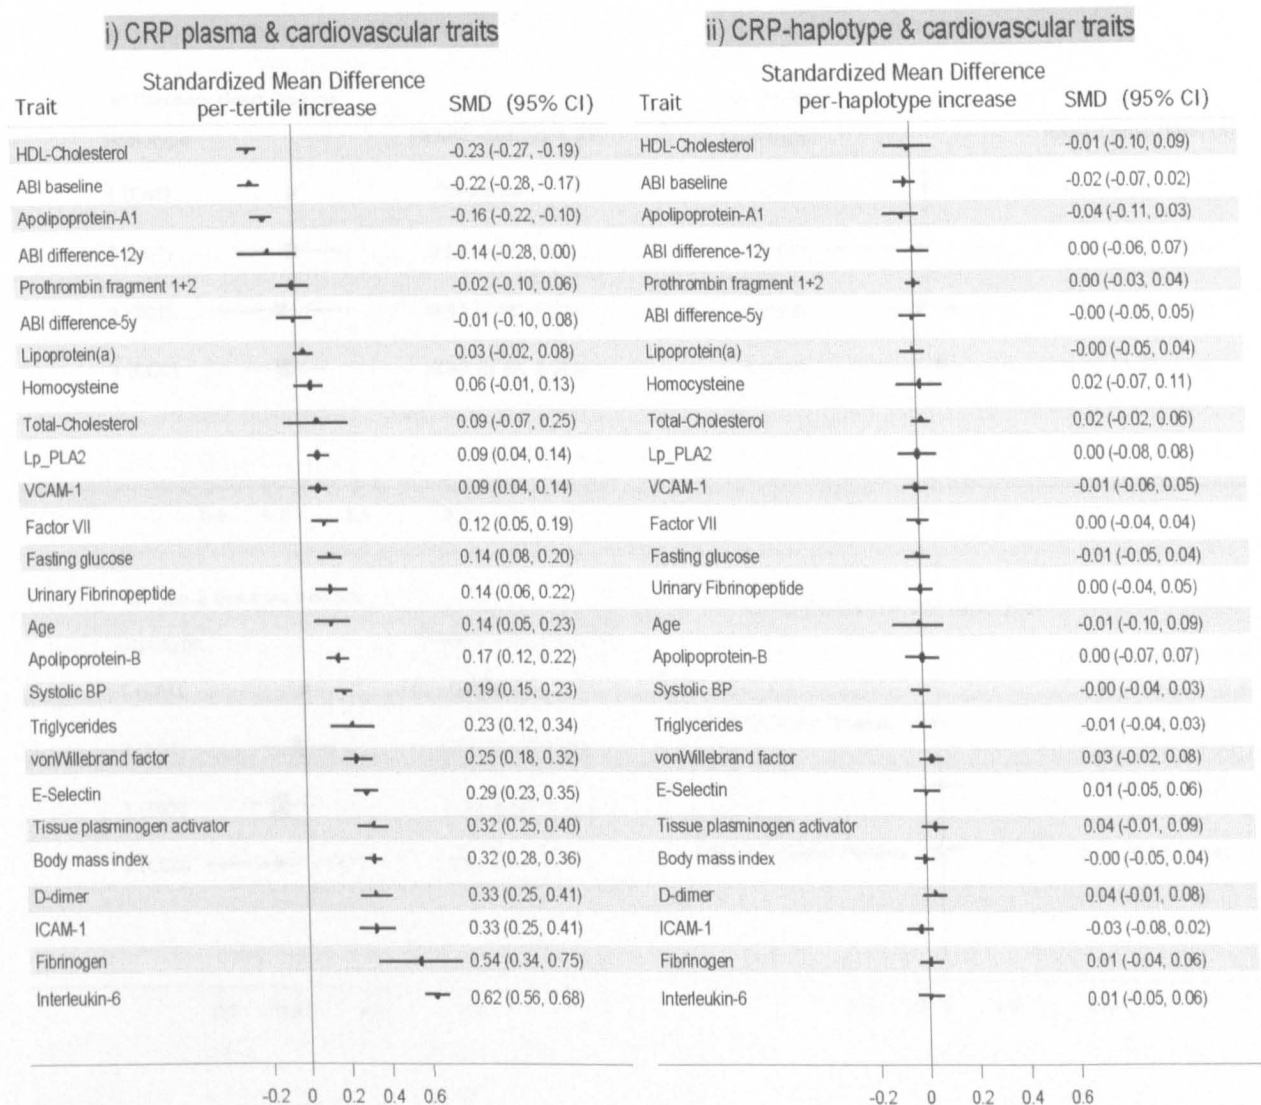 i) CRP plasma & cardiovascular traits
Standardized Mean Difference
Trait per-tertile increase SMD (95% CI)
HDL-Cholesterol -0.23 (-0.27, -0.19)
ABI baseline -0.22 (-0.28, -0.17)
Apolipoprotein-A1 -0.16 (-0.22, -0.10)
ABI difference-12y -0.14 (-0.28, 0.00)
Prothrombin fragment 1+2 -0.02 (-0.10, 0.06)
ABI difference-5y -0.01 (-0.10, 0.08)
Lipoprotein(a) 0.03 (-0.02, 0.08)
Homocysteine 0.06 (-0.01, 0.13)
Total-Cholesterol 0.09 (-0.07, 0.25)
Lp_PLA2 0.09 (0.04, 0.14)
VCAM-1 0.09 (0.04, 0.14)
Factor VII 0.12 (0.05, 0.19)
Fasting glucose 0.14 (0.08, 0.20)
Urinary Fibrinopeptide 0.14 (0.06, 0.22)
Age 0.14 (0.05, 0.23)
Apolipoprotein-B 0.17 (0.12, 0.22)
Systolic BP 0.19 (0.15, 0.23)
Triglycerides 0.23 (0.12, 0.34)
vonWillebrand factor 0.25 (0.18, 0.32)
E-Selectin 0.29 (0.23, 0.35)
Tissue plasminogen activator 0.32 (0.25, 0.40)
Body mass index 0.32 (0.28, 0.36)
D-dimer 0.33 (0.25, 0.41)
ICAM-1 0.33 (0.25, 0.41)
Fibrinogen 0.54 (0.34, 0.75)
Interleukin-6 0.62 (0.56, 0.68)
-0.2 0 0.2 0.4 0.6
ii) CRP-haplotype & cardiovascular traits
Standardized Mean Difference
Trait per-haplotype increase SMD (95% CI)
HDL-Cholesterol -0.01 (-0.10, 0.09)
ABI baseline -0.02 (-0.07, 0.02)
Apolipoprotein-A1 -0.04 (-0.11, 0.03)
ABI difference-12y 0.00 (-0.06, 0.07)
Prothrombin fragment 1+2 0.00 (-0.03, 0.04)
ABI difference-5y -0.00 (-0.05, 0.05)
Lipoprotein(a) -0.00 (-0.05, 0.04)
Homocysteine 0.02 (-0.07, 0.11)
Total-Cholesterol 0.02 (-0.02, 0.06)
Lp_PLA2 0.00 (-0.08, 0.08)
VCAM-1 -0.01 (-0.06, 0.05)
Factor VII 0.00 (-0.04, 0.04)
Fasting glucose -0.01 (-0.05, 0.04)
Urinary Fibrinopeptide 0.00 (-0.04, 0.05)
Age -0.01 (-0.10, 0.09)
Apolipoprotein-B 0.00 (-0.07, 0.07)
Systolic BP -0.00 (-0.04, 0.03)
Triglycerides -0.01 (-0.04, 0.03)
vonWillebrand factor 0.03 (-0.02, 0.08)
E-Selectin 0.01 (-0.05, 0.06)
Tissue plasminogen activator 0.04 (-0.01, 0.09)
Body mass index -0.00 (-0.05, 0.04)
D-dimer 0.04 (-0.01, 0.08)
ICAM-1 -0.03 (-0.08, 0.02)
Fibrinogen 0.01 (-0.04, 0.06)
Interleukin-6 0.01 (-0.05, 0.06)
-0.2 0 0.2 0.4 0.6